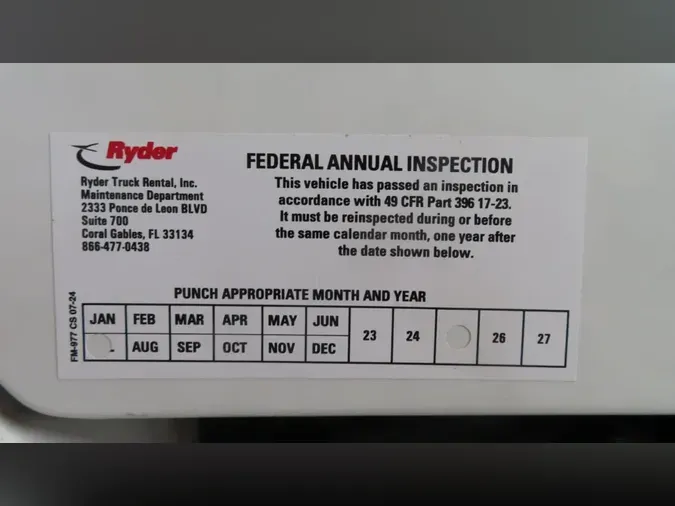 Ryder
Ryder Truck Rental, Inc.
Maintenance Department
2333 Ponce de Leon BLVD
Suite 700
Coral Gables, FL 33134
866-477-0438
FEDERAL ANNUAL INSPECTION
This vehicle has passed an inspection in
accordance with 49 CFR Part 396 17-23.
It must be reinspected during or before
the same calendar month, one year after
the date shown below.
PUNCH APPROPRIATE MONTH AND YEAR
FM-977 CS 07-24
JAN FEB MAR APR MAY JUN 23 24 26 27
AUG SEP OCT NOV DEC